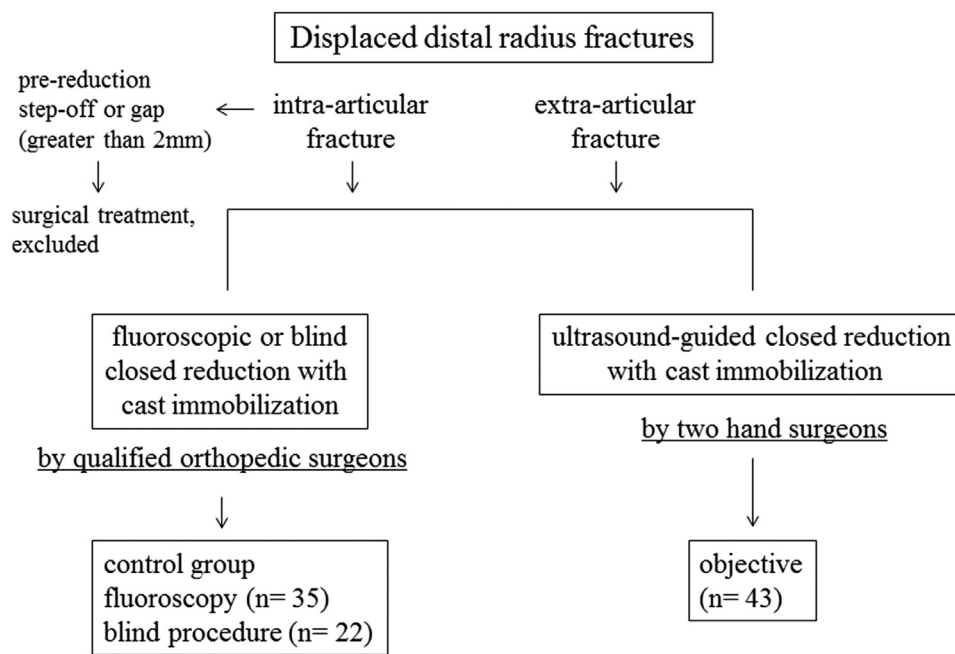 Displaced distal radius fractures
pre-reduction
step-off or gap
(greater than 2mm)
intra-articular
fracture
extra-articular
fracture
surgical treatment,
excluded
fluoroscopic or blind
closed reduction with
cast immobilization
by qualified orthopedic surgeons
ultrasound-guided closed reduction
with cast immobilization
by two hand surgeons
control group
fluoroscopy (n= 35)
blind procedure (n= 22)
objective
(n= 43)